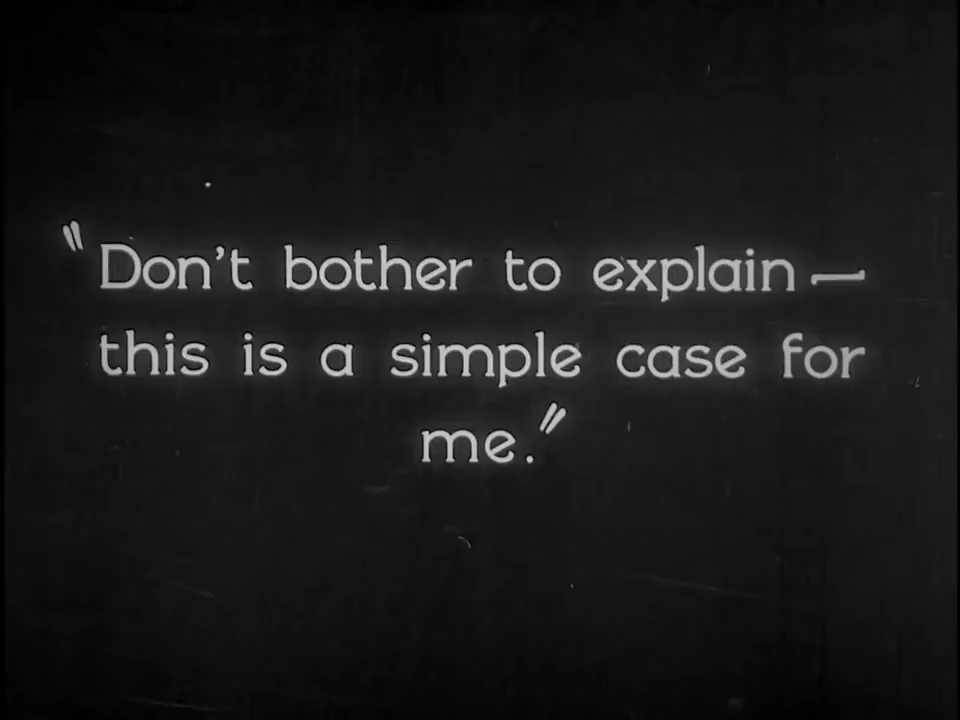 "Don't bother to explain—
this is a simple case for
me."